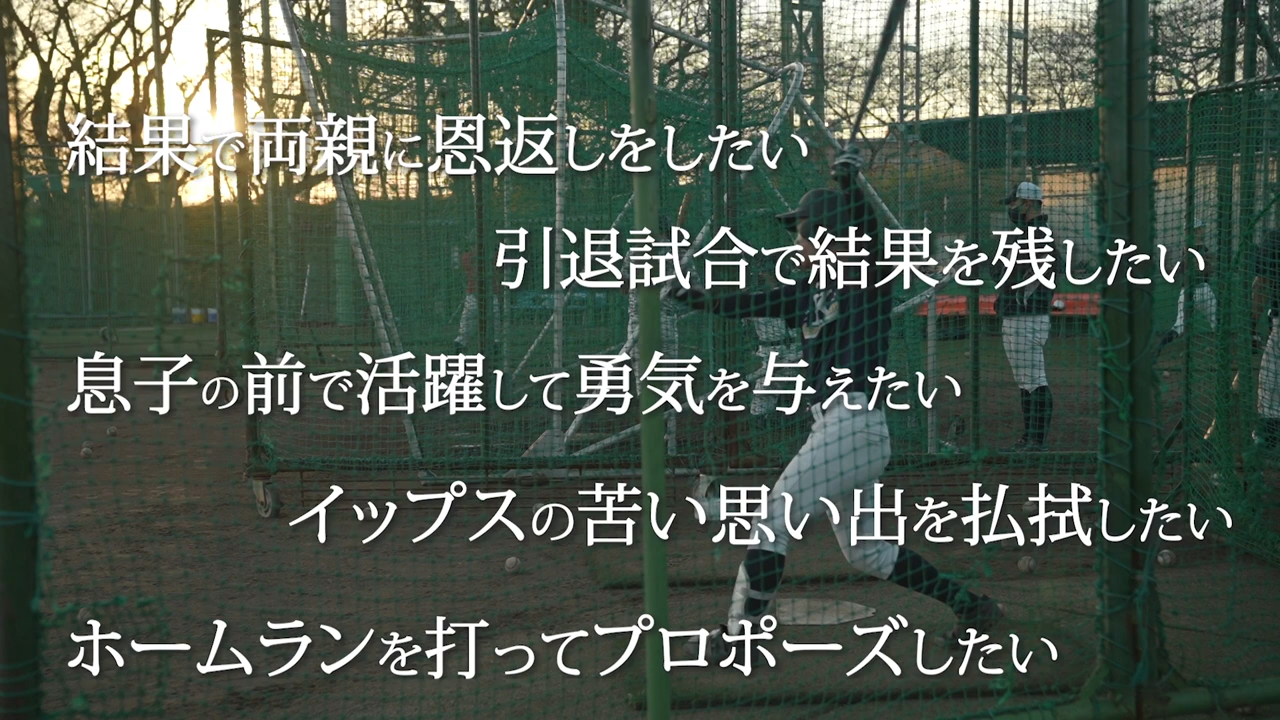 結果で両親に恩返しをしたい
引退試合で結果を残したい
息子の前で活躍して勇気を与えたい
イップスの苦い思い出を払拭したい
ホームランを打ってプロポーズしたい